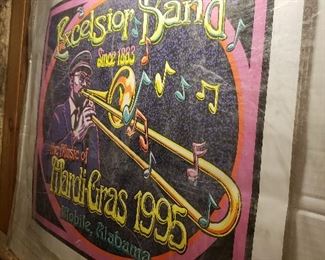 Excelsior Band
Since 1883
The Music of
Mardi Gras 1995
Mobile, Alabama